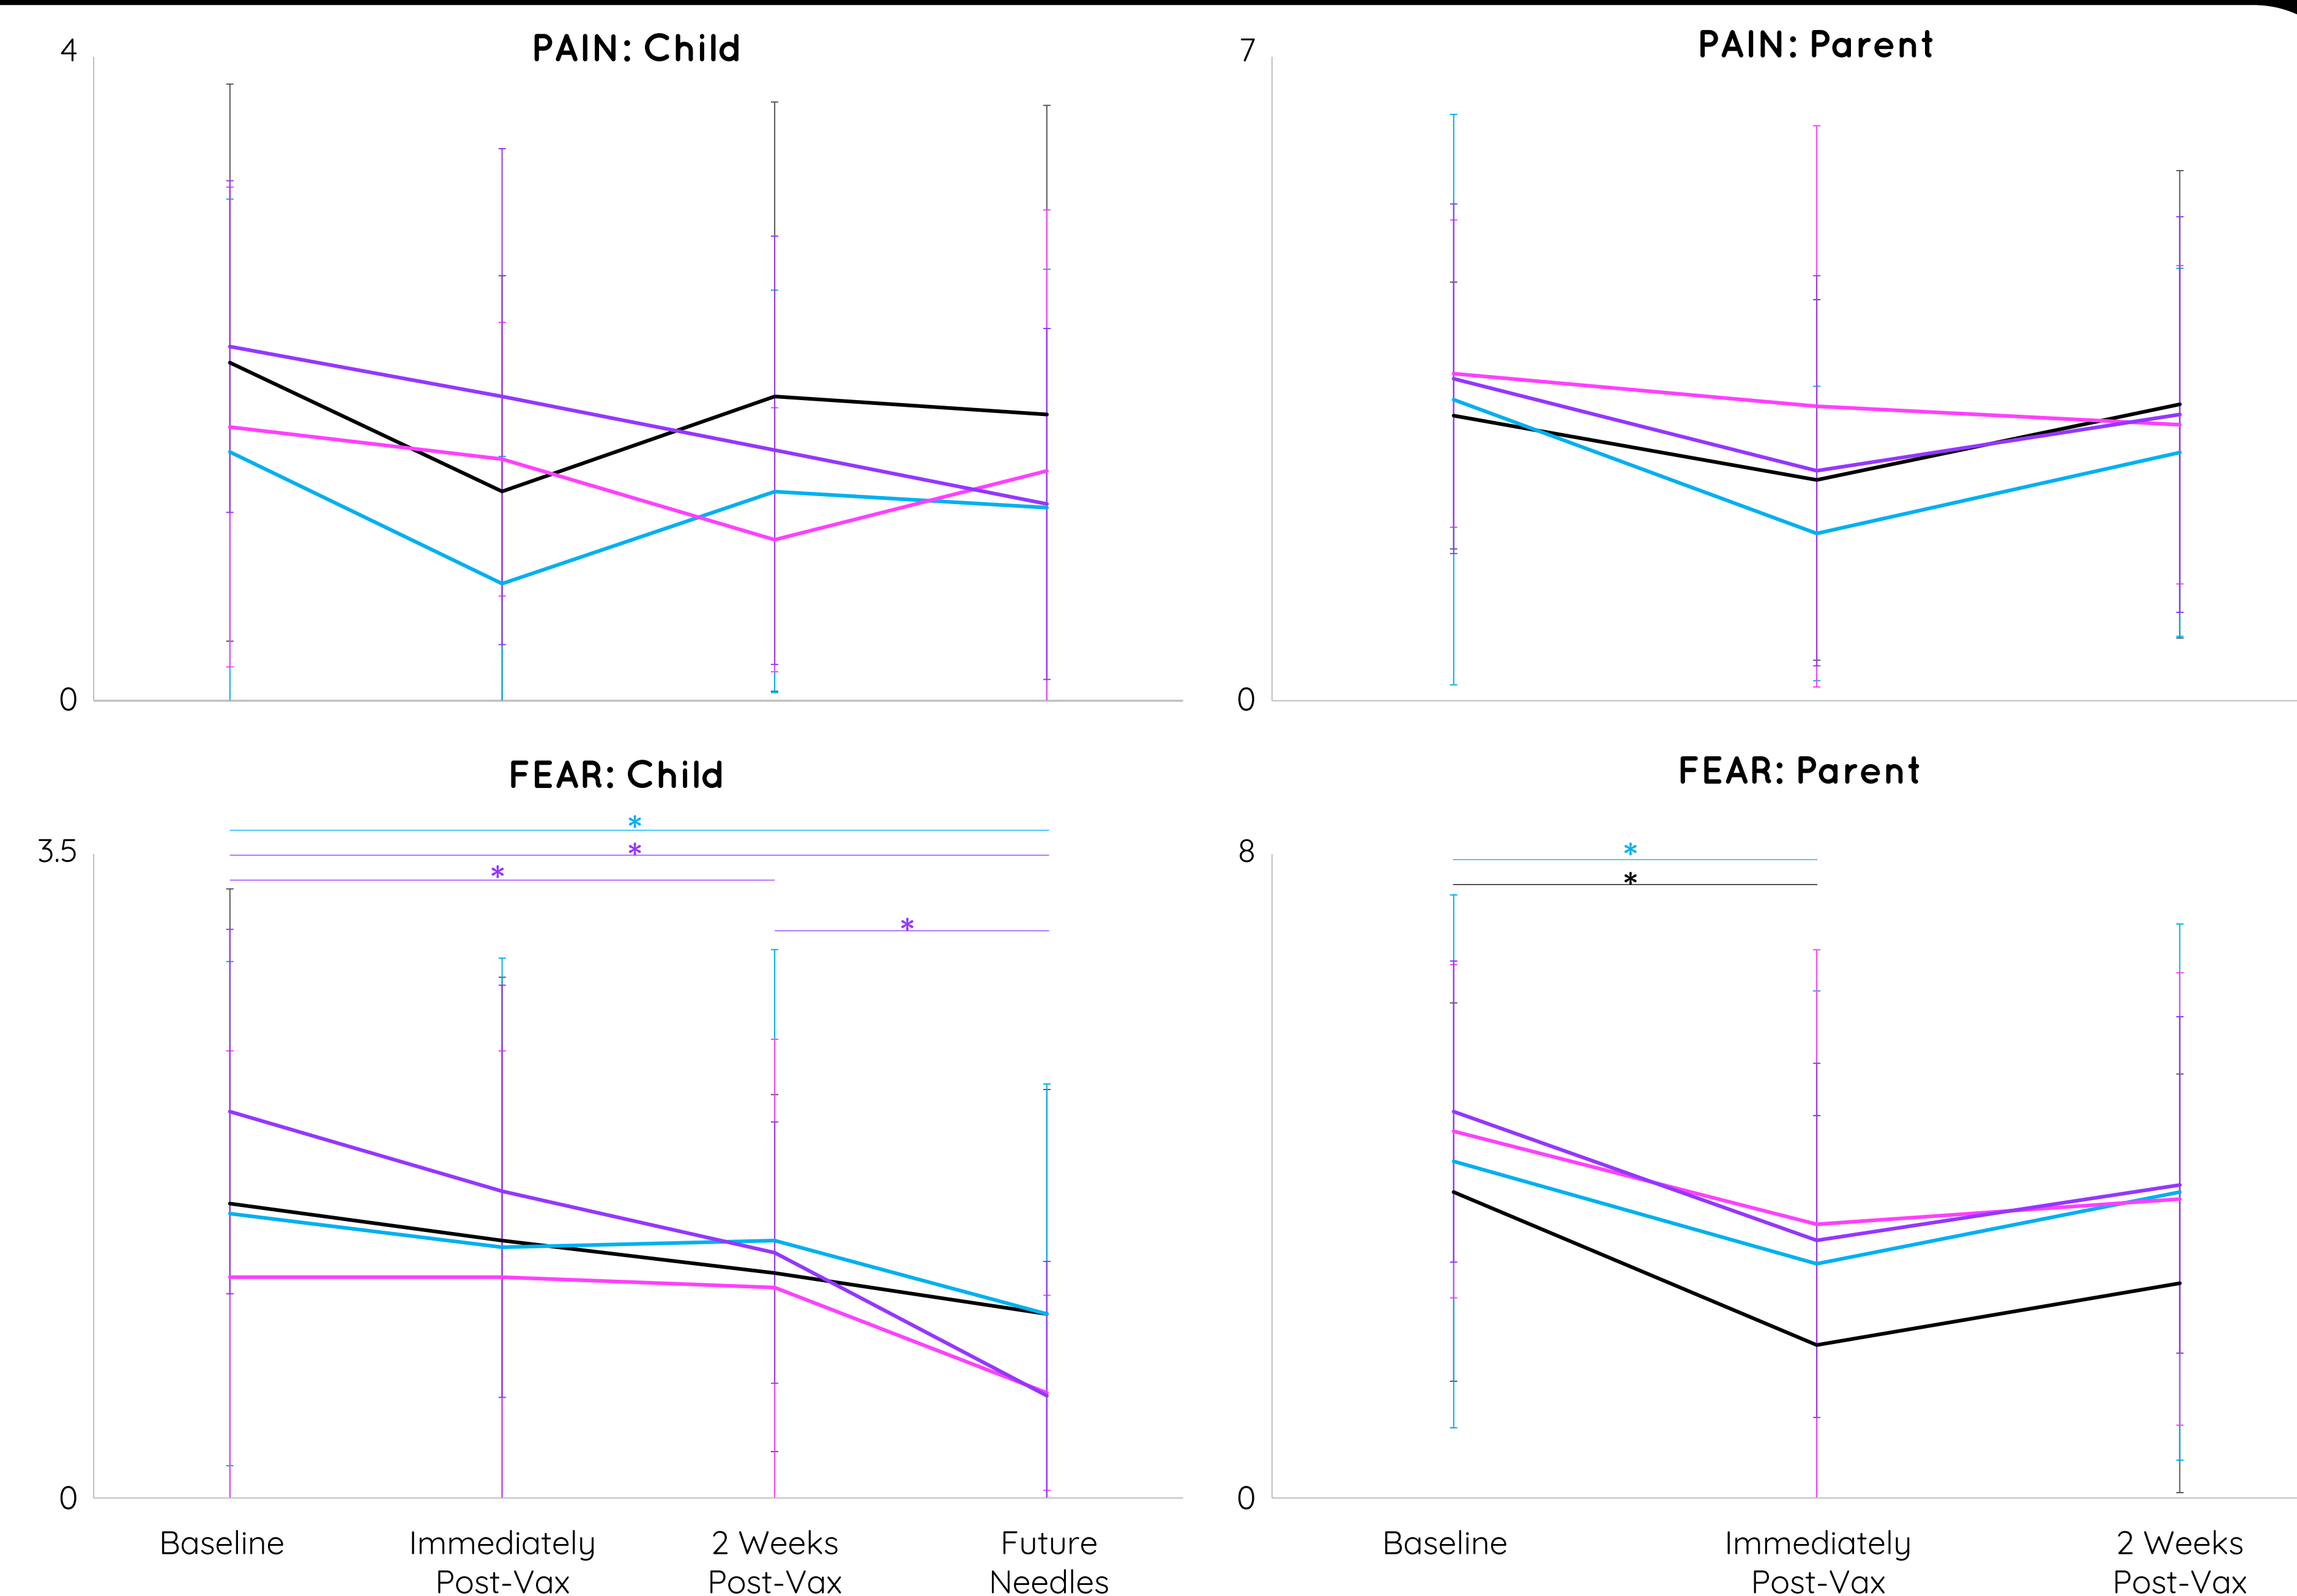 PAIN: Child
4
0
PAIN: Parent
7
0
FEAR: Child
*
*
*
*
3.5
0
FEAR: Parent
*
*
8
0
Baseline
Immediately
Post-Vax
2 Weeks
Post-Vax
Future
Needles
Baseline
Immediately
Post-Vax
2 Weeks
Post-Vax